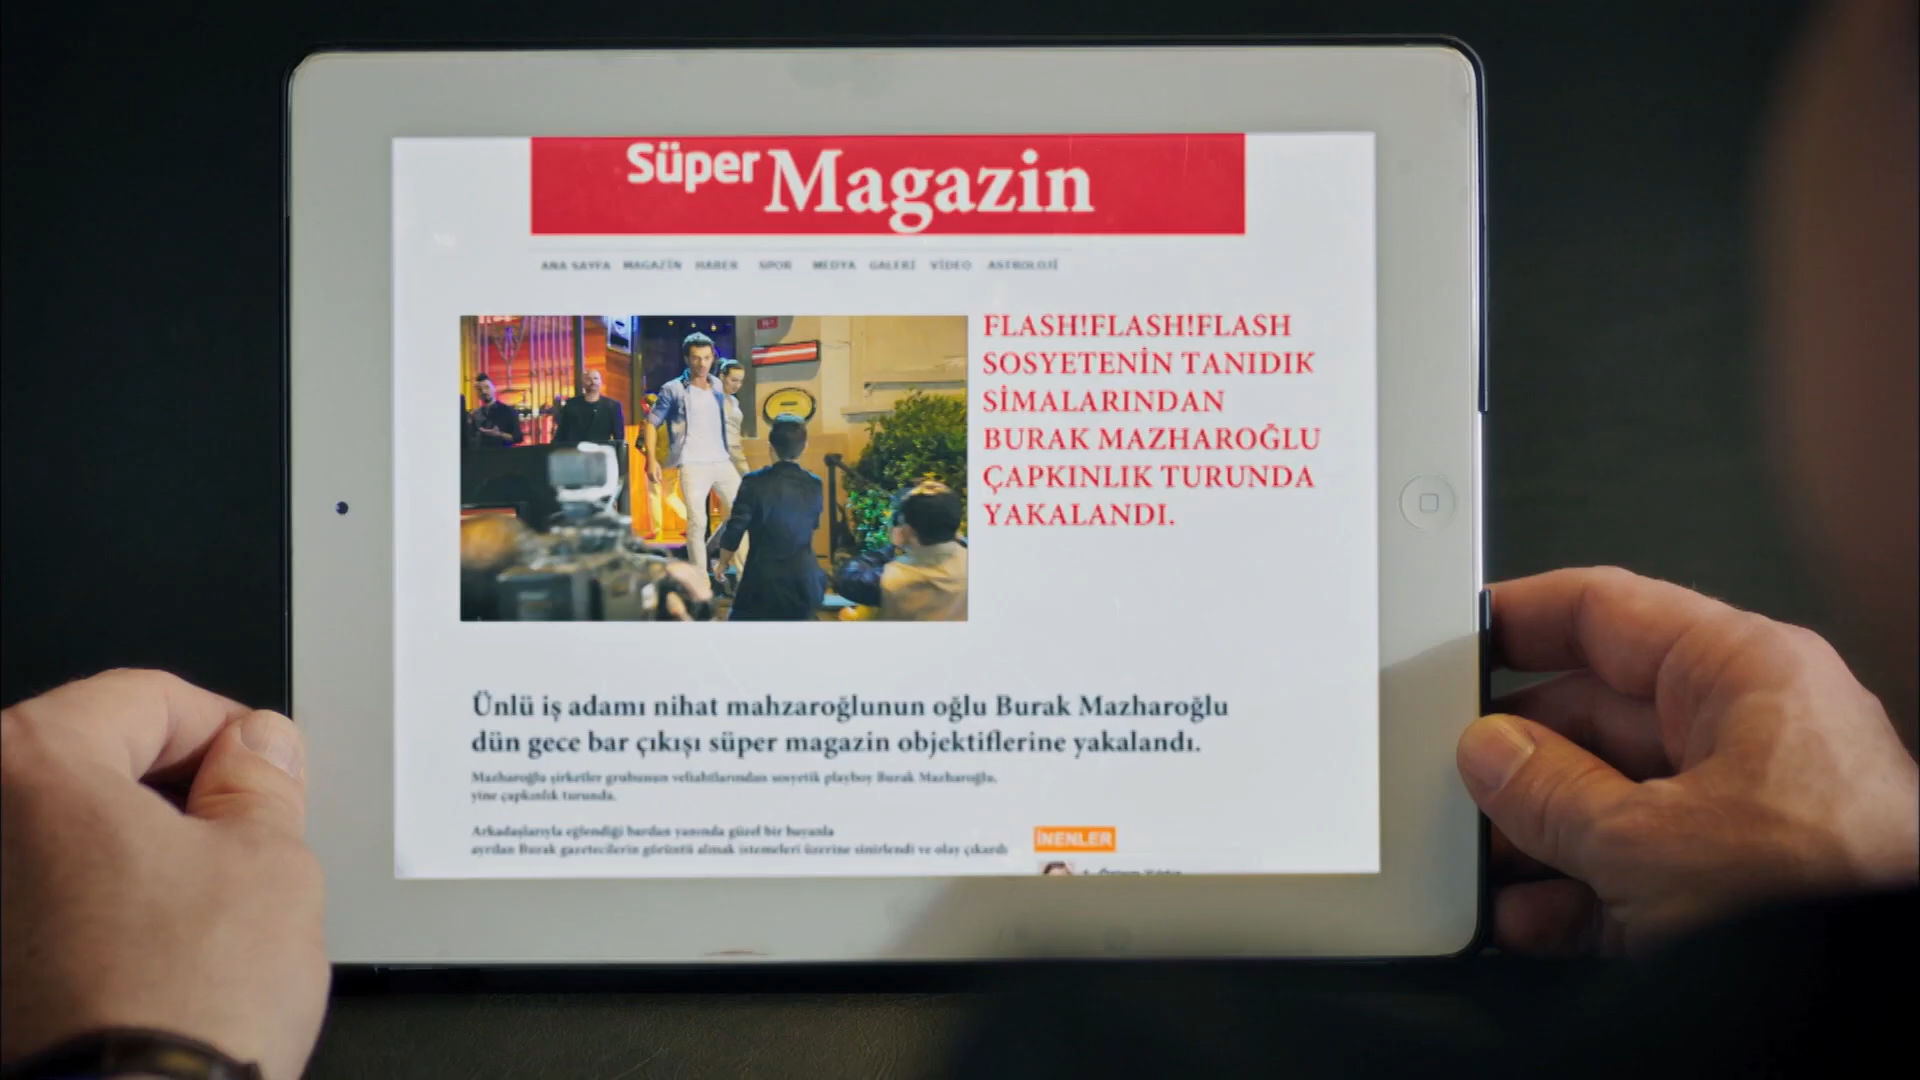 Süper Magazin
ANA SAYFA MAGAZİN HABER SPOR MEDYA GALERİ VİDEO ASTROLOJİ
FLASH!FLASH!FLASH
SOSYETENİN TANIDIK
SİMALARINDAN
BURAK MAZHAROĞLU
ÇAPKINLIK TURUNDA
YAKALANDI.
Ünlü iş adamı nihat mahzaroğlunun oğlu Burak Mazharoğlu
dün gece bar çıkışı süper magazin objektiflerine yakalandı.
Mazharoğlu şirketler grubunun veliahtlarından sosyetik playboy Burak Mazharoğlu,
yine çapkınlık turunda.
Arkadaşlarıyla eğlendiği bardan yanında güzel bir bayanla
ayrılan Burak gazetecilerin görüntü almak istemeleri üzerine sinirlendi ve olay çıkardı
İNENLER